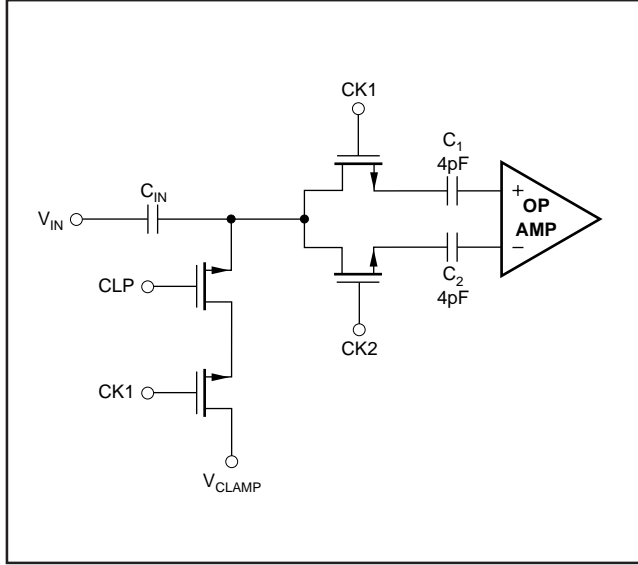 CK1
C1
4pF
CIN
VIN
+
OP
AMP
−
CLP
C2
4pF
CK2
CK1
VCLAMP